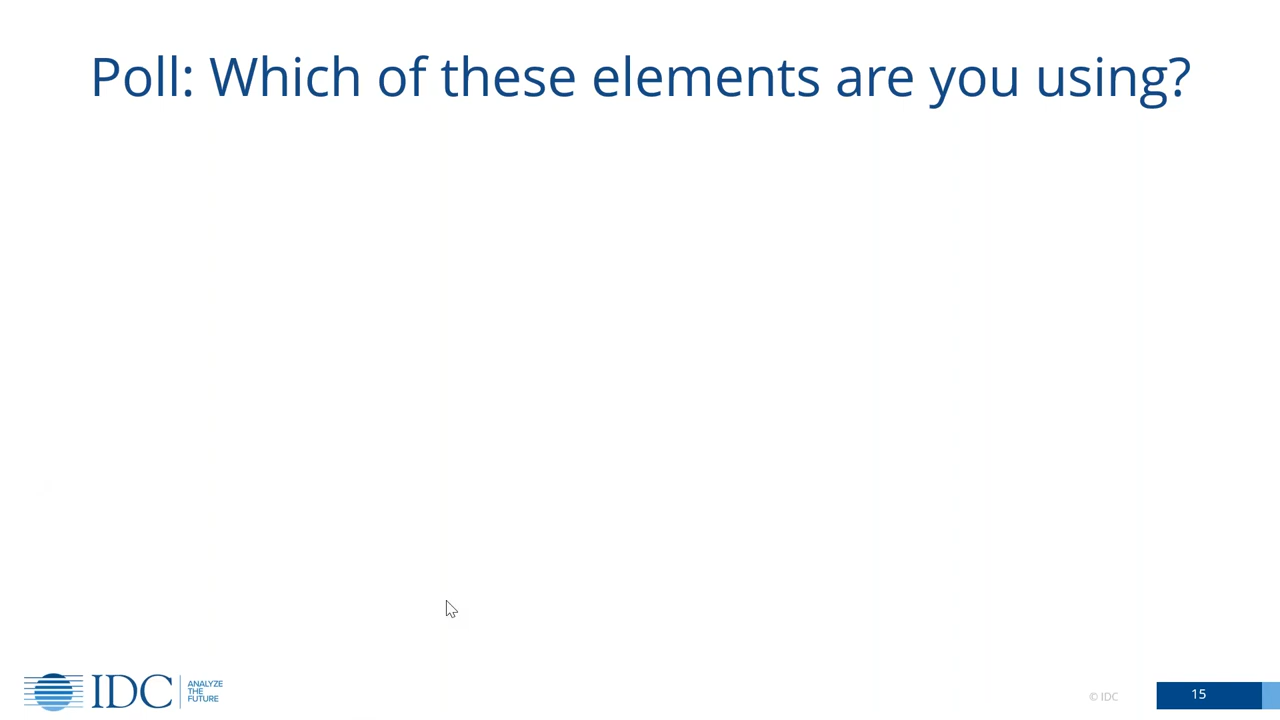 Poll: Which of these elements are you using?
IDC
ANALYZE
THE
FUTURE
© IDC
15